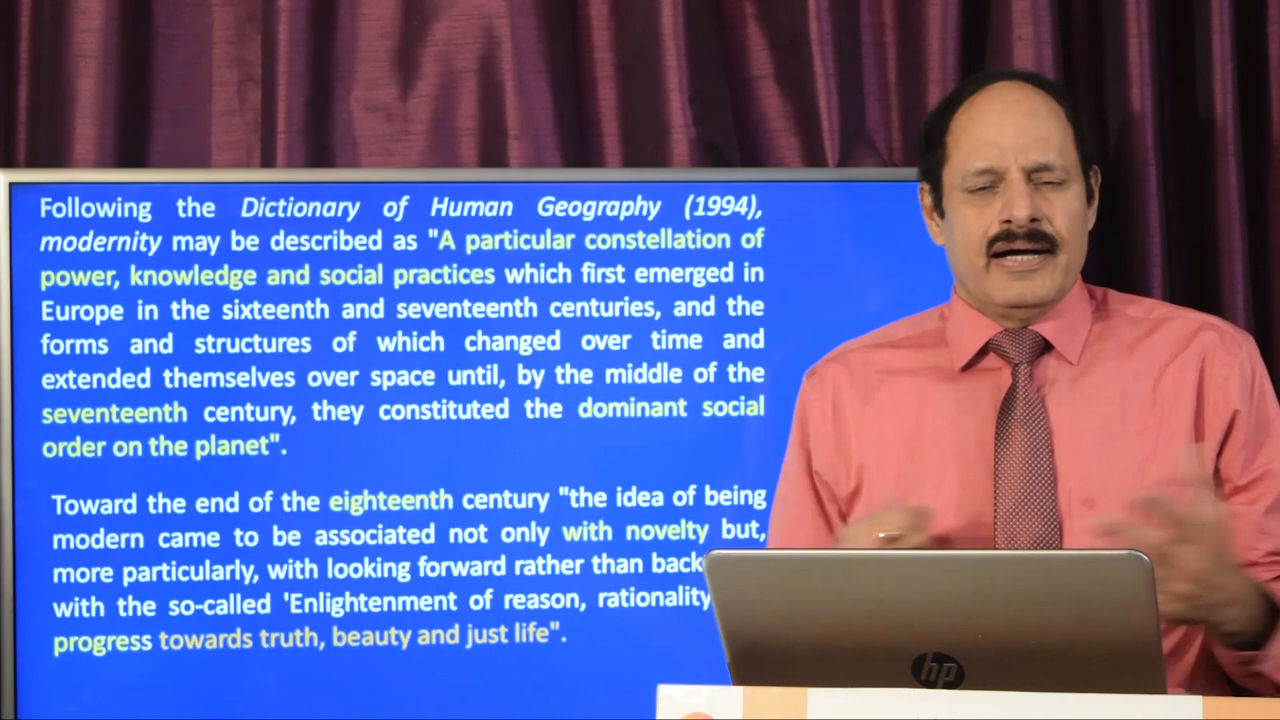 Following the Dictionary of Human Geography (1994),
modernity may be described as "A particular constellation of
power, knowledge and social practices which first emerged in
Europe in the sixteenth and seventeenth centuries, and the
forms and structures of which changed over time and
extended themselves over space until, by the middle of the
seventeenth century, they constituted the dominant social
order on the planet".
Toward the end of the eighteenth century "the idea of being
modern came to be associated not only with novelty but,
more particularly, with looking forward rather than back
with the so-called 'Enlightenment of reason, rationality
progress towards truth, beauty and just life".
hp